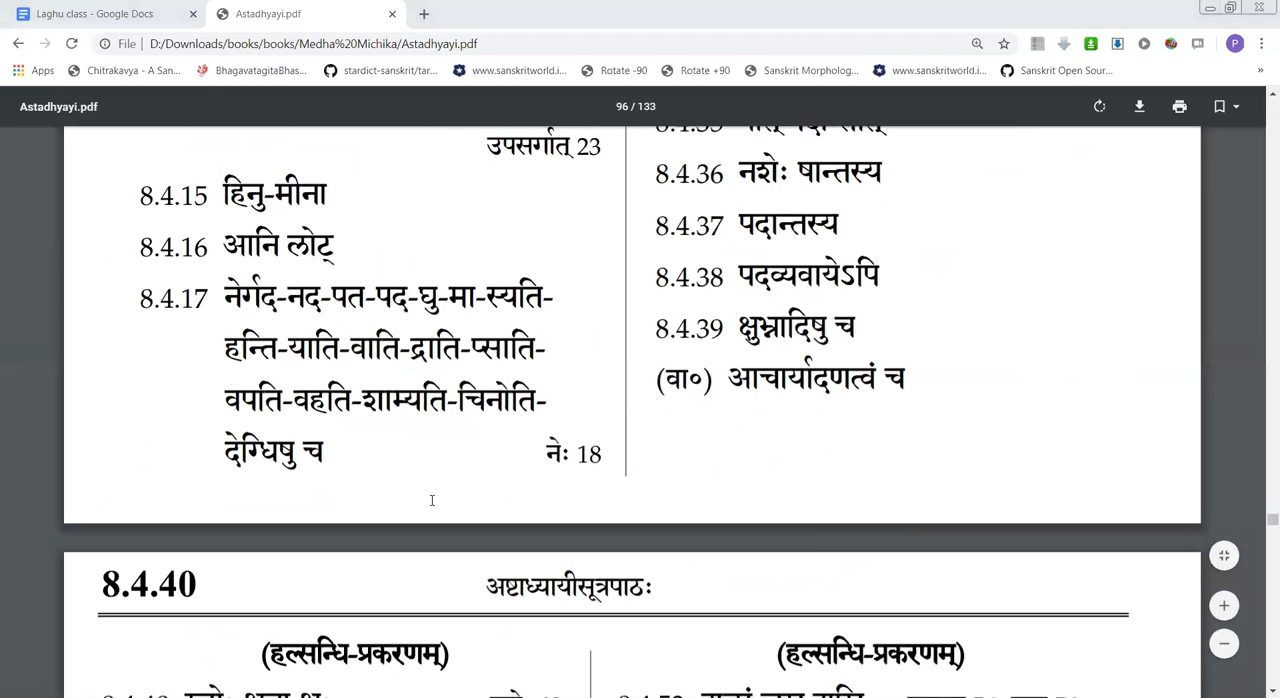 Laghu class - Google Docs
Astadhyayi.pdf
File | D:/Downloads/books/books/Medha%20Michika/Astadhyayi.pdf
P
Apps
Chitrakavya - A San...
BhagavatagitaBhas...
stardict-sanskrit/tar...
www.sanskritworld.i...
Rotate -90
Rotate +90
Sanskrit Morpholog...
www.sanskritworld.i...
Sanskrit Open Sour...
»
Astadhyayi.pdf
96 / 133
उपसर्गात् 23
8.4.15 हिनु-मीना
8.4.16 आनि लोट्
8.4.17 नेर्गद-नद-पत-पद-घु-मा-स्यति-
हन्ति-याति-वाति-द्राति-प्साति-
वपति-वहति-शाम्यति-चिनोति-
देग्धिषु च नेः 18
8.4.36 नशेः षान्तस्य
8.4.37 पदान्तस्य
8.4.38 पदव्यवायेऽपि
8.4.39 क्षुभ्नादिषु च
(वा०) आचार्यादणत्वं च
8.4.40 अष्टाध्यायीसूत्रपाठः
(हल्सन्धि-प्रकरणम्)
(हल्सन्धि-प्रकरणम्)